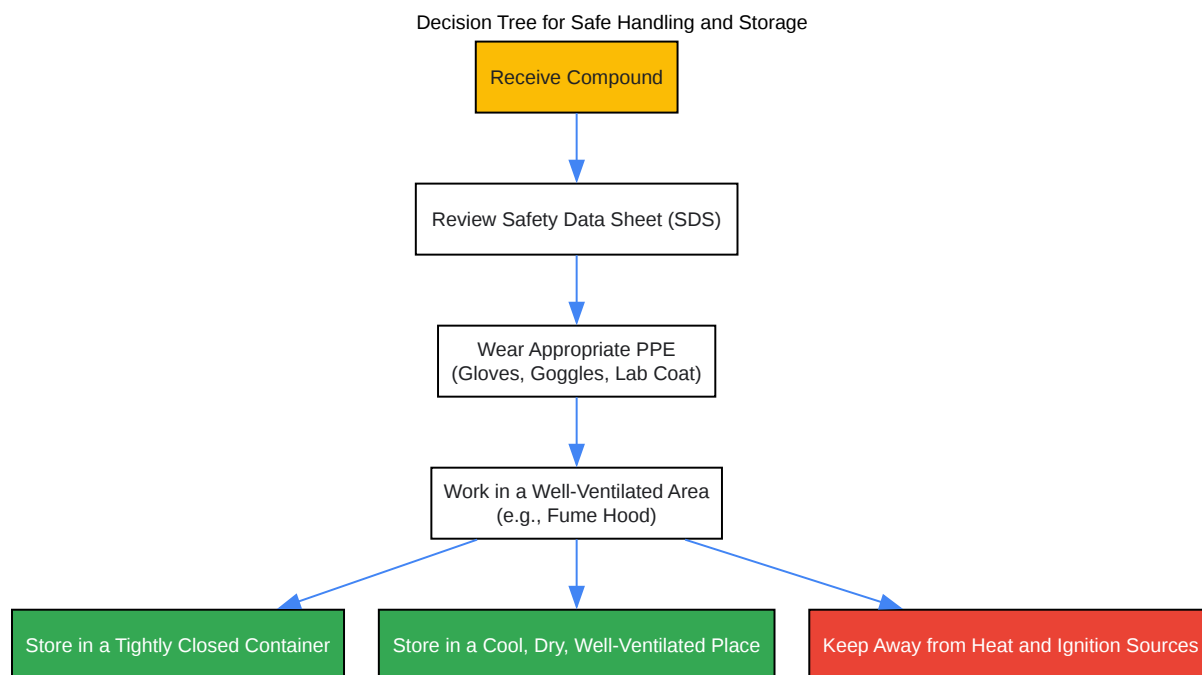 Decision Tree for Safe Handling and Storage
Receive Compound
Review Safety Data Sheet (SDS)
Wear Appropriate PPE
(Gloves, Goggles, Lab Coat)
Work in a Well-Ventilated Area
(e.g., Fume Hood)
Store in a Tightly Closed Container
Store in a Cool, Dry, Well-Ventilated Place
Keep Away from Heat and Ignition Sources